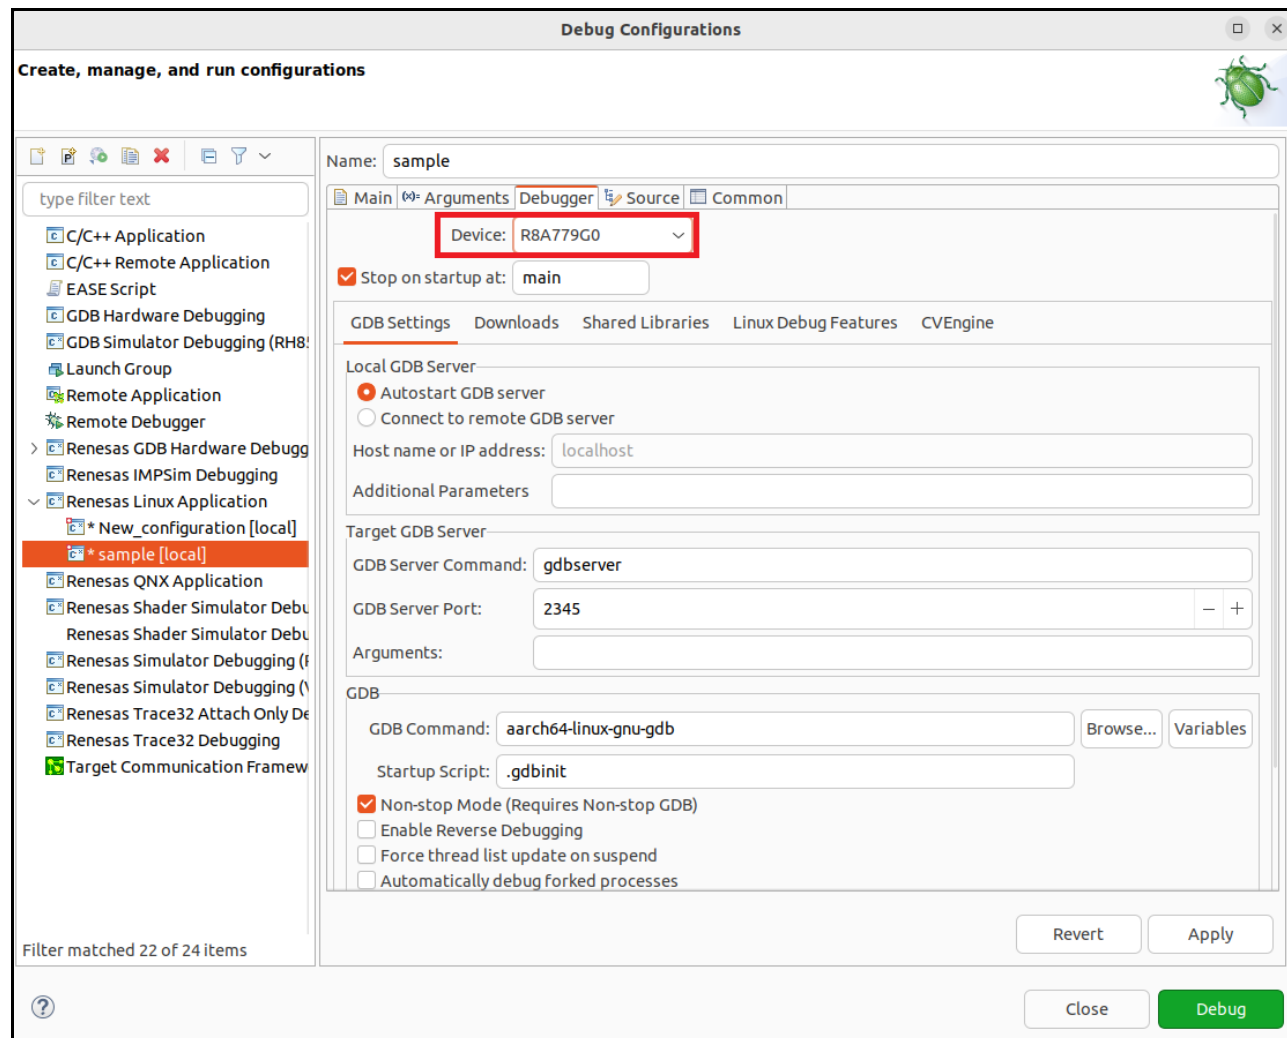 Debug Configurations
Create, manage, and run configurations
type filter text
C/C++ Application
C/C++ Remote Application
EASE Script
GDB Hardware Debugging
GDB Simulator Debugging (RH85
Launch Group
Remote Application
Remote Debugger
Renesas GDB Hardware Debugg
Renesas IMPSim Debugging
Renesas Linux Application
* New_configuration [local]
* sample [local]
Renesas QNX Application
Renesas Shader Simulator Debu
Renesas Shader Simulator Debu
Renesas Simulator Debugging (
Renesas Simulator Debugging (
Renesas Trace32 Attach Only De
Renesas Trace32 Debugging
Target Communication Framew
Filter matched 22 of 24 items
Name: sample
Main (x)= Arguments Debugger Source Common
Device: R8A779G0
Stop on startup at: main
GDB Settings Downloads Shared Libraries Linux Debug Features CVEngine
Local GDB Server
Autostart GDB server
Connect to remote GDB server
Host name or IP address: localhost
Additional Parameters
Target GDB Server
GDB Server Command: gdbserver
GDB Server Port: 2345
Arguments:
GDB
GDB Command: aarch64-linux-gnu-gdb Browse... Variables
Startup Script: .gdbinit
Non-stop Mode (Requires Non-stop GDB)
Enable Reverse Debugging
Force thread list update on suspend
Automatically debug forked processes
Revert Apply
Close Debug